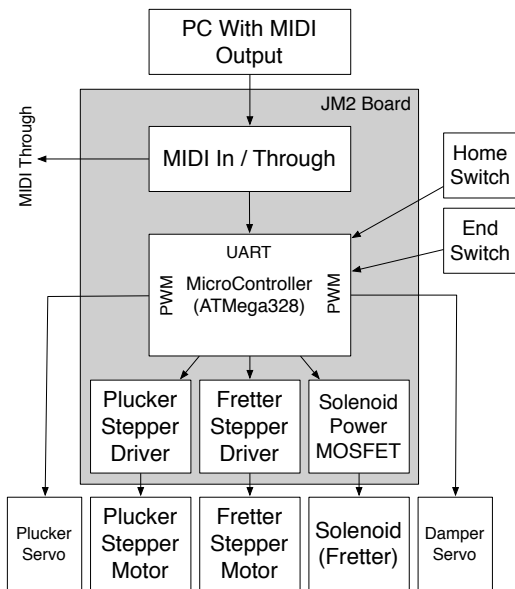 PC With MIDI
Output
JM2 Board
MIDI Through
MIDI In / Through
Home
Switch
End
Switch
UART
PWM
MicroController
(ATMega328)
PWM
Plucker
Stepper
Driver
Fretter
Stepper
Driver
Solenoid
Power
MOSFET
Plucker
Servo
Plucker
Stepper
Motor
Fretter
Stepper
Motor
Solenoid
(Fretter)
Damper
Servo